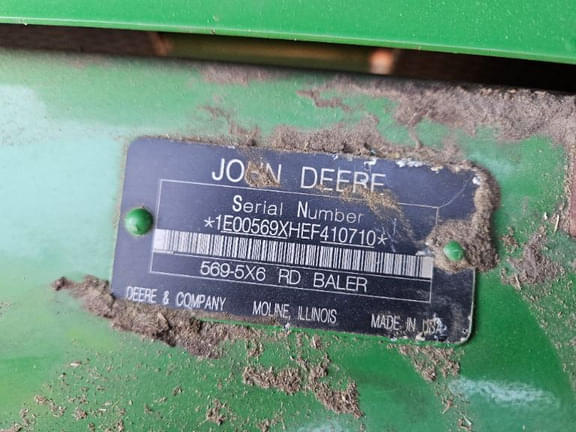 JOHN DEERE
Serial Number
*1E00569XHEF410710*
569-5X6 RD BALER
DEERE & COMPANY MOLINE, ILLINOIS MADE IN USA